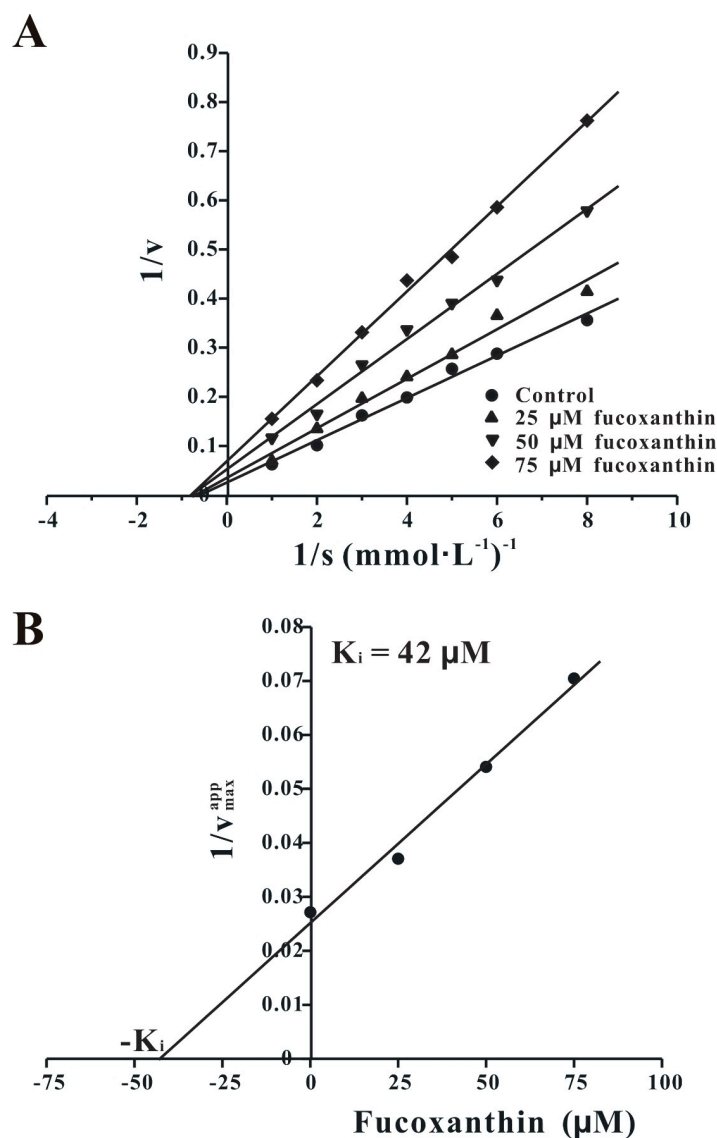 A
0.9
0.8
0.7
0.6
0.5
0.4
0.3
0.2
0.1
1/v
Control
25 μM fucoxanthin
50 μM fucoxanthin
75 μM fucoxanthin
-4 -2 0 2 4 6 8 10
0
1/s (mmol·L⁻¹)⁻¹
B
0.08
Kᵢ = 42 μM
0.07
0.06
0.05
0.04
0.03
0.02
0.01
0
1/v app max
-Kᵢ
-75 -50 -25 0 25 50 75 100
Fucoxanthin (μM)